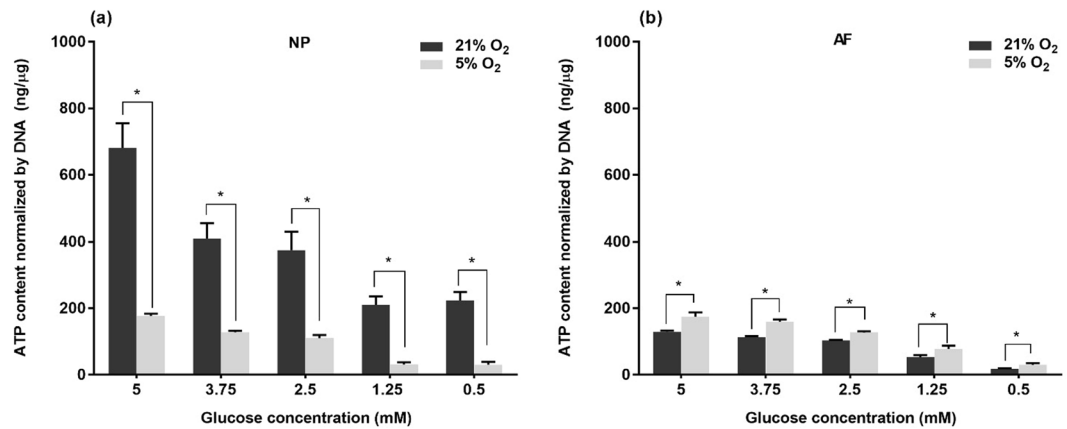 (a)
NP
21% O₂
5% O₂
*
*
*
*
*
ATP content normalized by DNA (ng/μg)
1000
800
600
400
200
0
5 3.75 2.5 1.25 0.5
Glucose concentration (mM)
(b)
AF
21% O₂
5% O₂
*
*
*
*
*
ATP content normalized by DNA (ng/μg)
1000
800
600
400
200
0
5 3.75 2.5 1.25 0.5
Glucose concentration (mM)